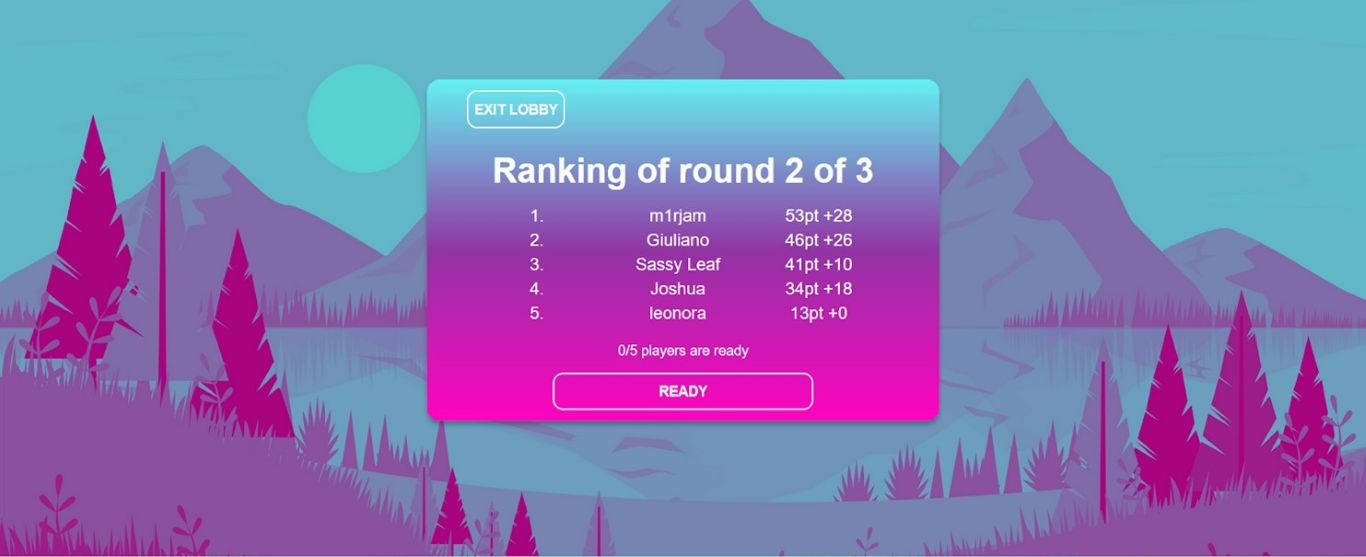 EXIT LOBBY
Ranking of round 2 of 3
1. m1rjam 53pt +28
2. Giuliano 46pt +26
3. Sassy Leaf 41pt +10
4. Joshua 34pt +18
5. leonora 13pt +0
0/5 players are ready
READY